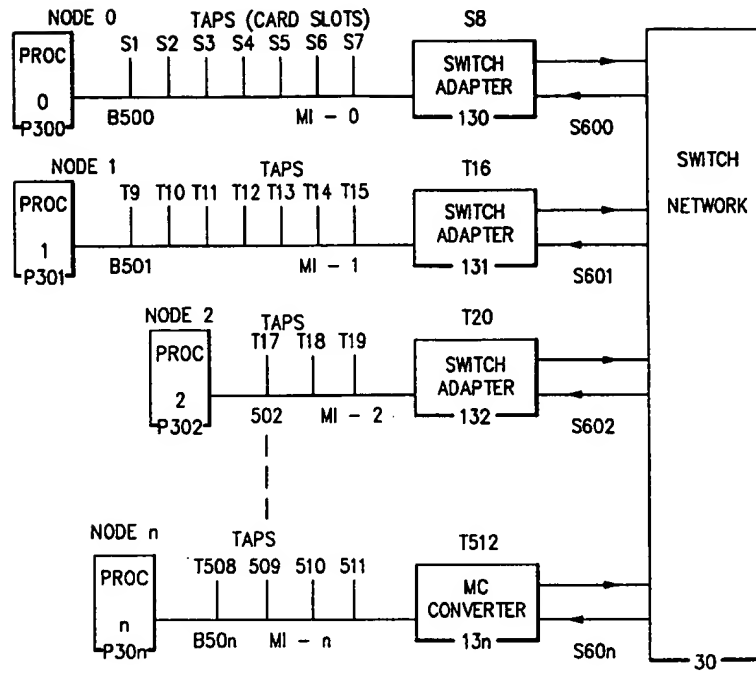 NODE 0 TAPS (CARD SLOTS) S8
S1 S2 S3 S4 S5 S6 S7
PROC
0
P300
B500 MI - 0
SWITCH
ADAPTER
130
S600
SWITCH
NETWORK
NODE 1 TAPS T16
T9 T10 T11 T12 T13 T14 T15
PROC
1
P301
B501 MI - 1
SWITCH
ADAPTER
131
S601
NODE 2 TAPS T20
T17 T18 T19
PROC
2
P302
502 MI - 2
SWITCH
ADAPTER
132
S602
NODE n TAPS T512
T508 509 510 511
PROC
n
P30n
B50n MI - n
MC
CONVERTER
13n
S60n
30